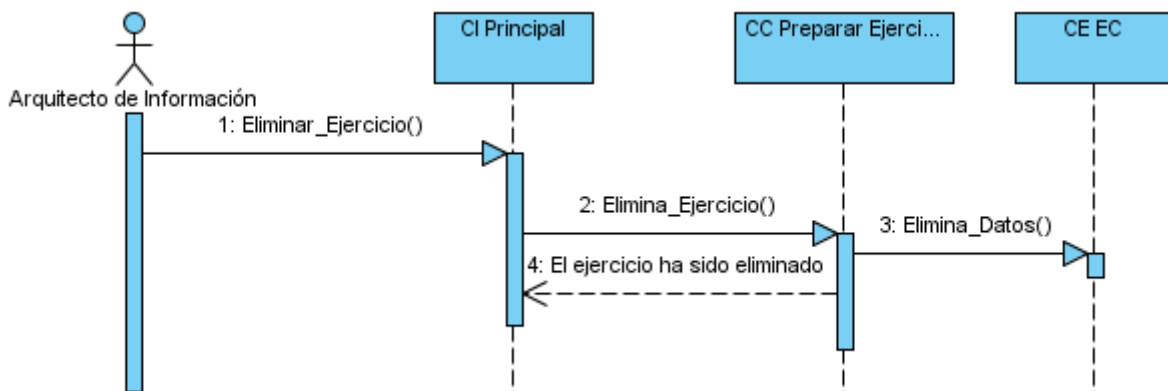 CI Principal
CC Preparar Ejerci...
CE EC
Arquitecto de Información
1: Eliminar_Ejercicio()
2: Elimina_Ejercicio()
3: Elimina_Datos()
4: El ejercicio ha sido eliminado